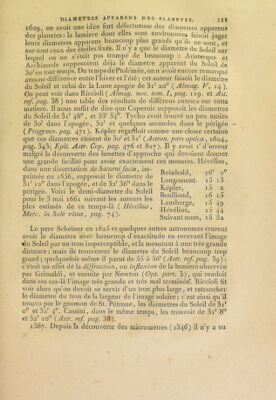 DIAMETRES APPARENS DES PLANETES. 121
1609, on avoit une idée fort défectueuse des diametres apparens
des planetes : la lumiere dont elles sont environnées faisoit juger
leurs diametres apparens beaucoup plus grands qu'ils ne sont, et
sur-tout ceux des étoiles fixes. Il n'y a que le diametre du Soleil sur
lequel on ne s'étoit pas trompé de beaucoup : Aristarque et
Archimede supposoient déja le diametre apparent du Soleil de
30' ou tout au plus. Du temps de Ptolémée, on n'avoit encore remarqué
aucune différence entre l'hiver et l'été ; cet auteur faisoit le diametre
du Soleil et celui de la Lune apogée de 31' 20" (Almag. V, 14).
On peut voir dans Riccioli (Almag. nov. tom. I, pag. 119. et Ast.
ref. pag. 38) une table des résultats de différens auteurs sur cette
matiere. Il nous suffit de dire que Copernic supposoit les diametres
du Soleil de 31' 48", et 33' 54". Tycho avoit trouvé un peu moins
de 30' dans l'apogée, 32' et quelques secondes dans le périgée
(Progymn. pag. 471). Képler regardoit comme une chose certaine
que ces diametres étoient de 30' et 31' (Astron. pars optica, 1604,
pag. 343; Epit. Astr. Cop. pag. 476 et 827). Il y avoit d'erreur
malgré la découverte des lunettes d'approche qui devoient donner
une grande facilité pour avoir exactement ces mesures. Hévélius,
dans une dissertation de Saturni facie, imprimée
en 1656, supposoit le diametre de
31' 12" dans l'apogée, et de 32' 56" dans le
périgée. Voici le demi-diametre du Soleil
pour le 3 mai 1661 suivant les auteurs les
plus estimés de ce temps-là (Hévélius,
Merc. in Sole visus, pag. 74).
Reinhold, 16' 2"
Longomont. 15 13
Képler, 15 2
Bouillaud, 16 15
Lansberge, 15 49
Hévélius, 15 44
Suivant nous, 15 52
Le pere Scheiner en 1625 et quelques autres astronomes crurent
avoir le diametre avec beaucoup d'exactitude en recevant l'image
du Soleil par un trou imperceptible, et la mesurant à une très grande
distance ; mais ils trouverent le diametre du Soleil beaucoup trop
grand ; quelquefois même il parut de 55 à 56' (Astr. ref. pag. 39) :
c'étoit un effet de la diffraction, ou inflexion de la lumiere observée
par Grimaldi, et ensuite par Newton (Opt. part. 3), qui rendoit
dans ces cas-là l'image très grande et très mal terminée. Riccioli fit
voir alors qu'on devoit se servir d'un trou plus large, et retrancher
le diametre du trou de la largeur de l'image solaire : c'est ainsi qu'il
trouva par le gnomon de St. Pétrone, les diametres du Soleil de 31'
0" et 32' 4". Cassini, dans le même temps, les trouvoit de 31' 8"
et 32' 10" (Astr. ref. pag. 38).
1387. Depuis la découverte des micrometres (2346) il n'y a eu